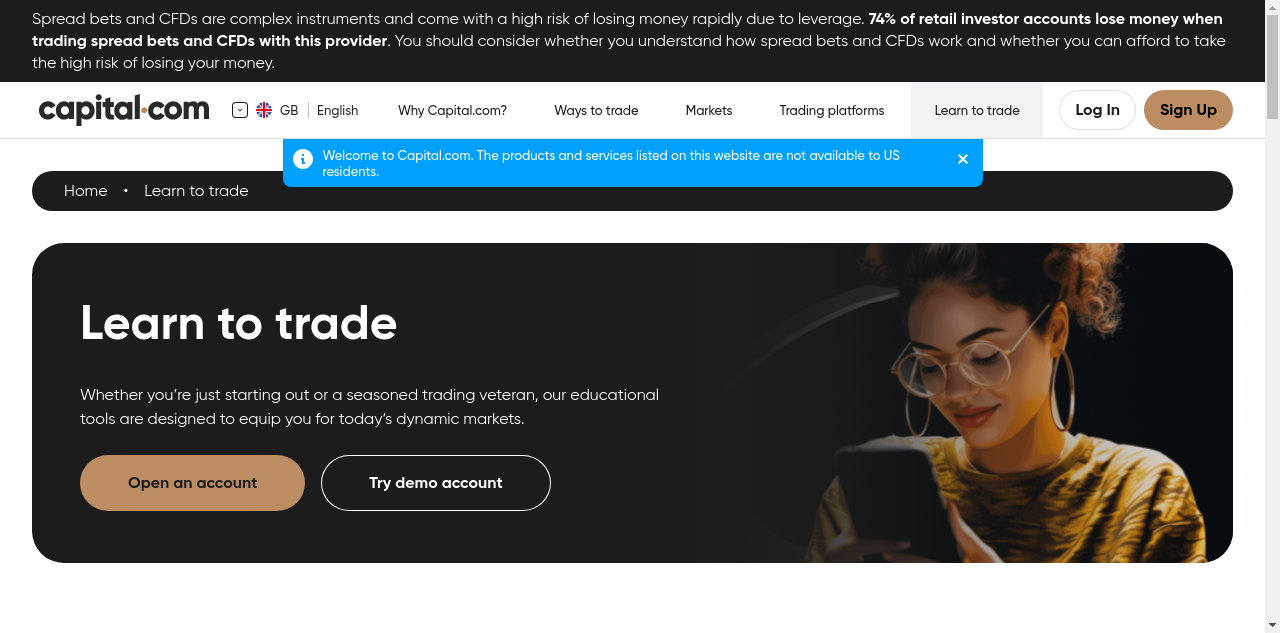 Spread bets and CFDs are complex instruments and come with a high risk of losing money rapidly due to leverage. 74% of retail investor accounts lose money when
trading spread bets and CFDs with this provider. You should consider whether you understand how spread bets and CFDs work and whether you can afford to take
the high risk of losing your money.
capital.com GB English Why Capital.com? Ways to trade Markets Trading platforms Learn to trade Log In Sign Up
Welcome to Capital.com. The products and services listed on this website are not available to US
residents.
Home • Learn to trade
Learn to trade
Whether you’re just starting out or a seasoned trading veteran, our educational
tools are designed to equip you for today’s dynamic markets.
Open an account Try demo account